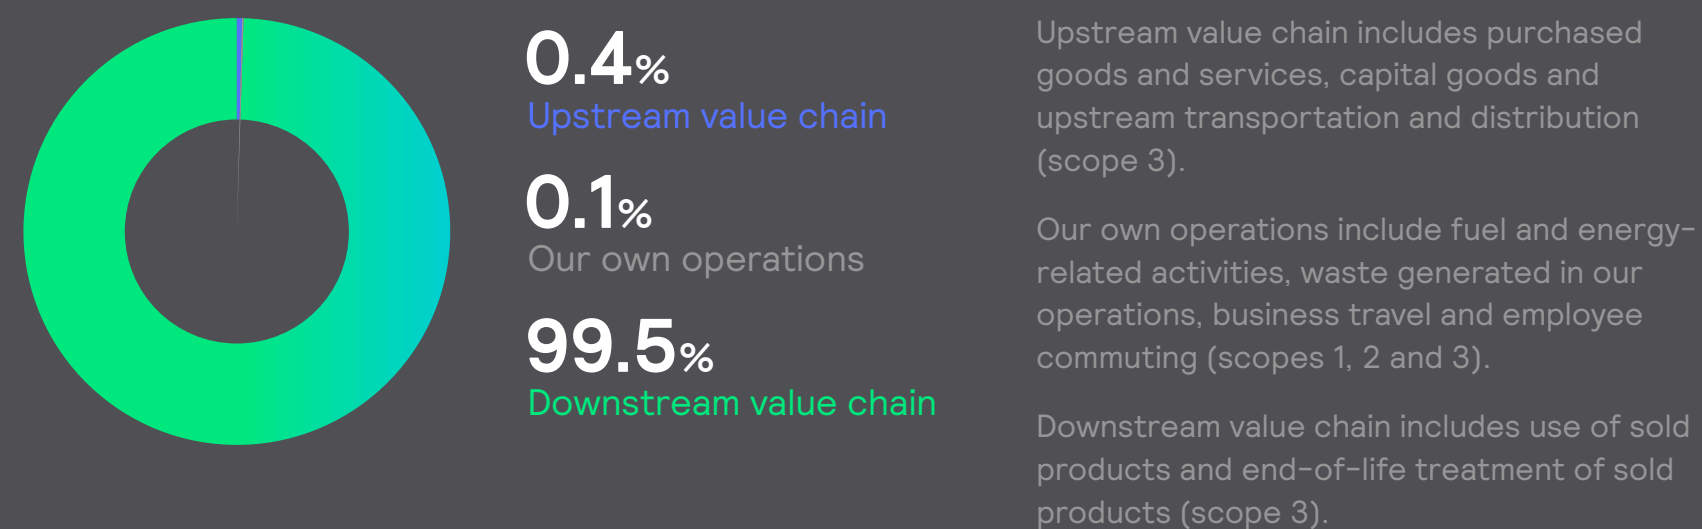 0.4%
Upstream value chain
0.1%
Our own operations
99.5%
Downstream value chain
Upstream value chain includes purchased
goods and services, capital goods and
upstream transportation and distribution
(scope 3).
Our own operations include fuel and energy-
related activities, waste generated in our
operations, business travel and employee
commuting (scopes 1, 2 and 3).
Downstream value chain includes use of sold
products and end-of-life treatment of sold
products (scope 3).